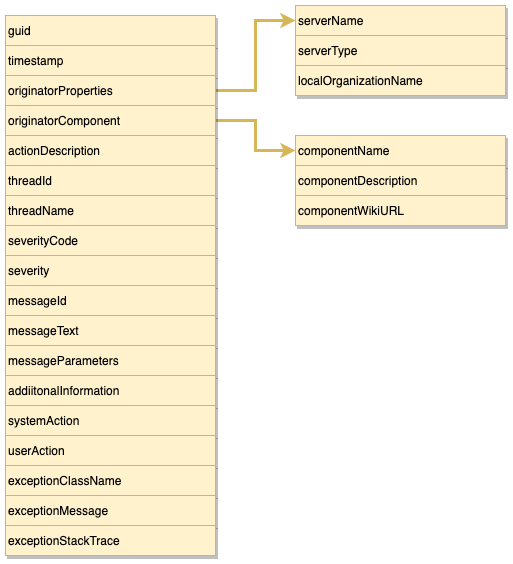 guid
timestamp
originatorProperties
originatorComponent
actionDescription
threadId
threadName
severityCode
severity
messageId
messageText
messageParameters
addiitonalInformation
systemAction
userAction
exceptionClassName
exceptionMessage
exceptionStackTrace
serverName
serverType
localOrganizationName
componentName
componentDescription
componentWikiURL